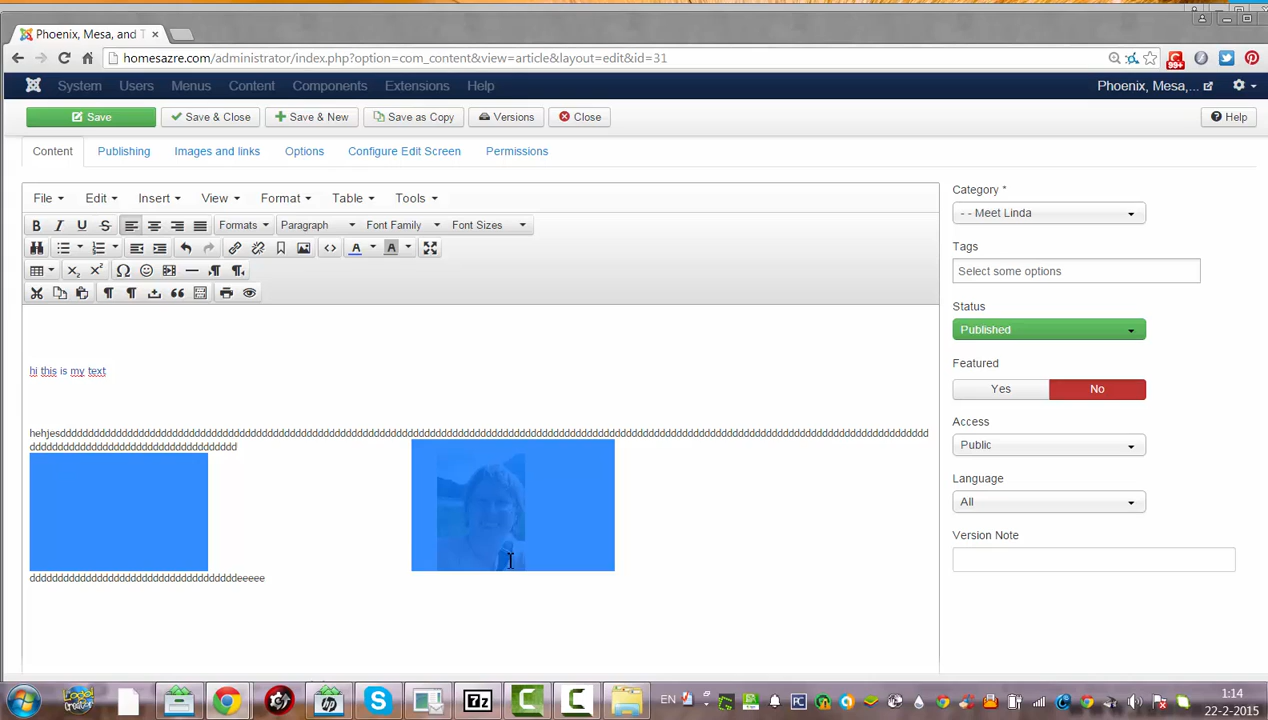 Phoenix, Mesa, and T
homesazre.com/administrator/index.php?option=com_content&view=article&layout=edit&id=31
99+
System Users Menus Content Components Extensions Help Phoenix, Mesa,...
Save Save & Close Save & New Save as Copy Versions Close Help
Content Publishing Images and links Options Configure Edit Screen Permissions
File Edit Insert View Format Table Tools
Category *
- - Meet Linda
B I U S Formats Paragraph Font Family Font Sizes
Tags
Select some options
Status
Published
Featured
Yes No
Access
Public
Language
All
Version Note
hi this is my text
EN
1:14
22-2-2015